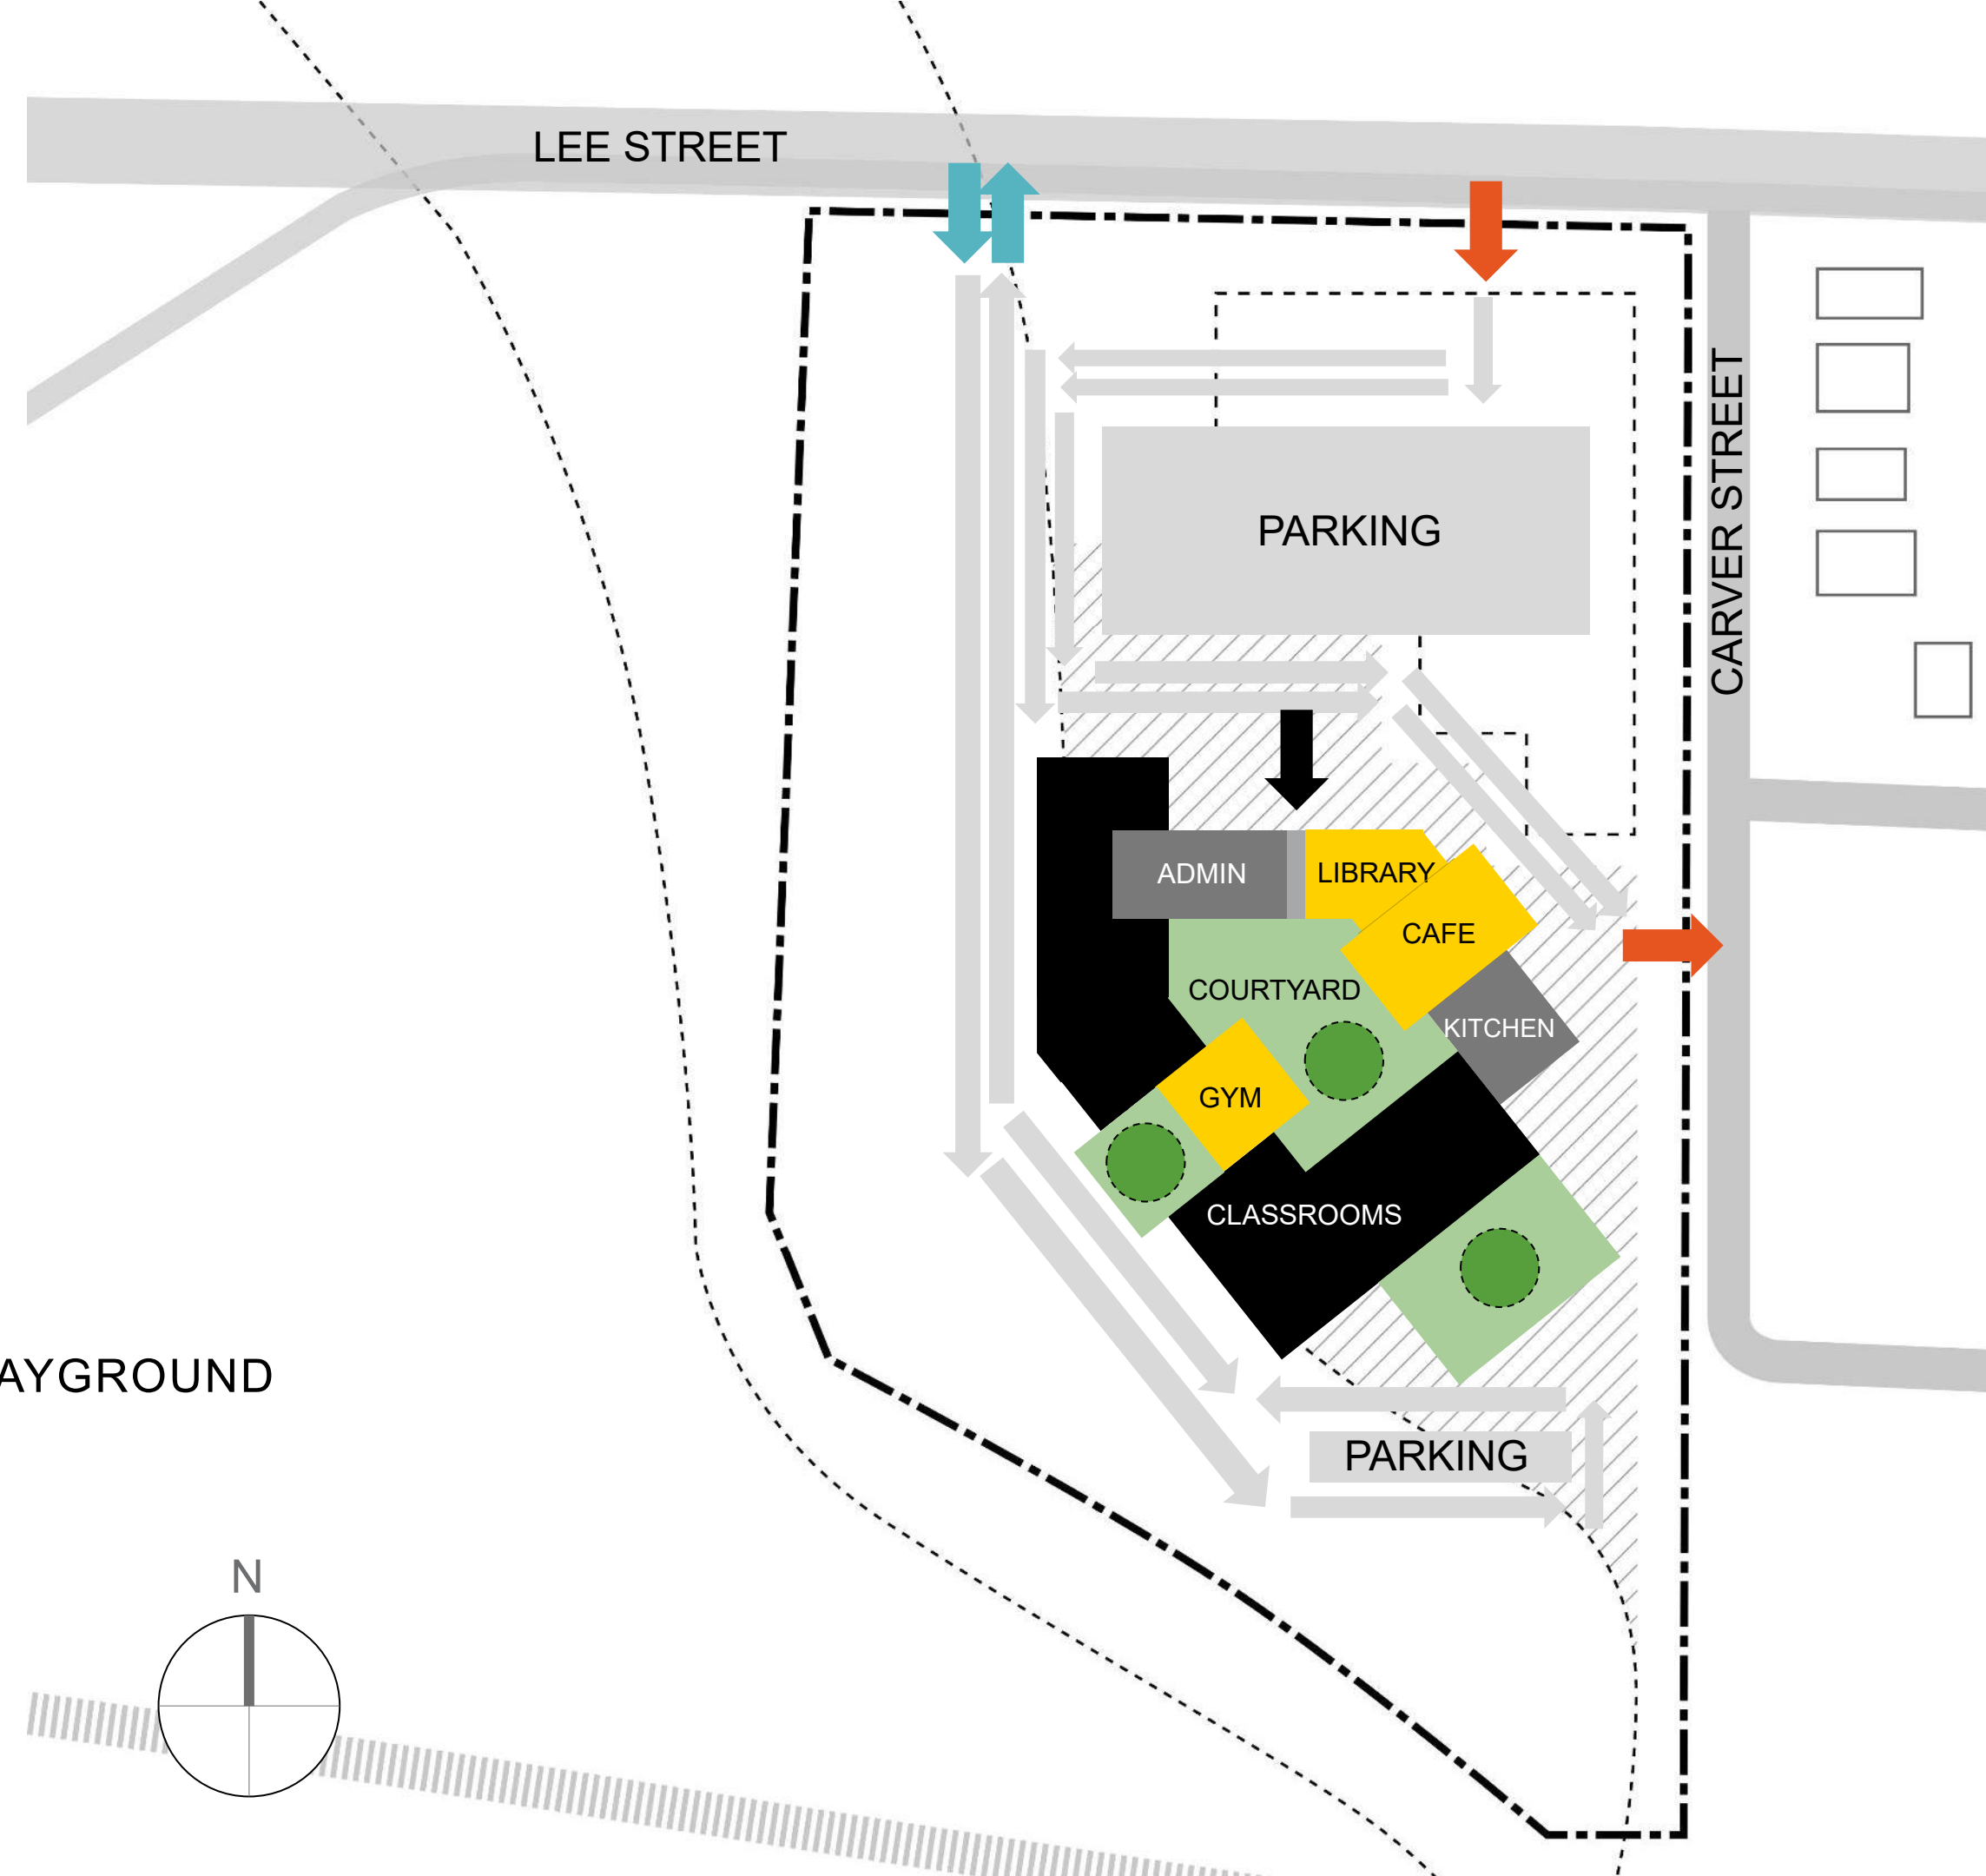 LEE STREET
CARVER STREET
PARKING
ADMIN
LIBRARY
CAFE
COURTYARD
KITCHEN
GYM
CLASSROOMS
AYGROUND
PARKING
N